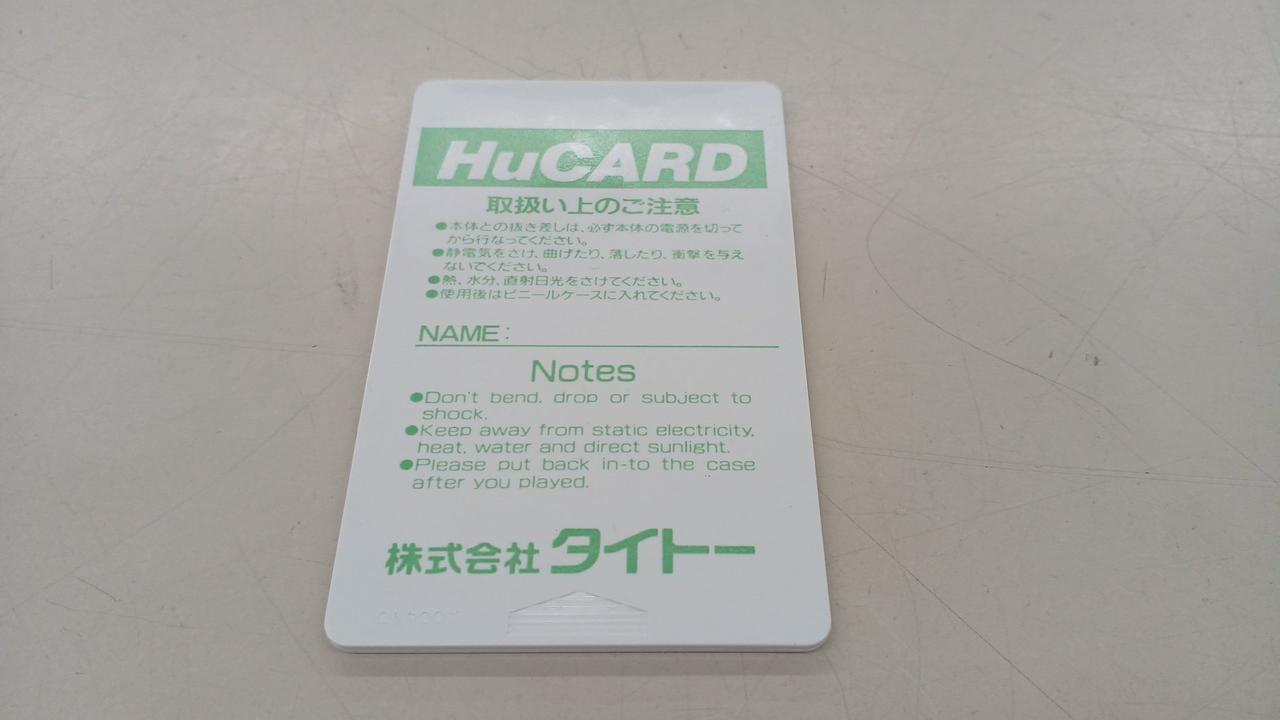 HuCARD
取扱い上のご注意
●本体との抜き差しは、必ず本体の電源を切って
から行なってください。
●静電気をさけ、曲げたり、落したり、衝撃を与え
ないでください。
●熱、水分、直射日光をさけてください。
●使用後はビニールケースに入れてください。
NAME:
Notes
●Don't bend, drop or subject to
shock.
●Keep away from static electricity,
heat, water and direct sunlight.
●Please put back in-to the case
after you played.
株式会社 タイトー